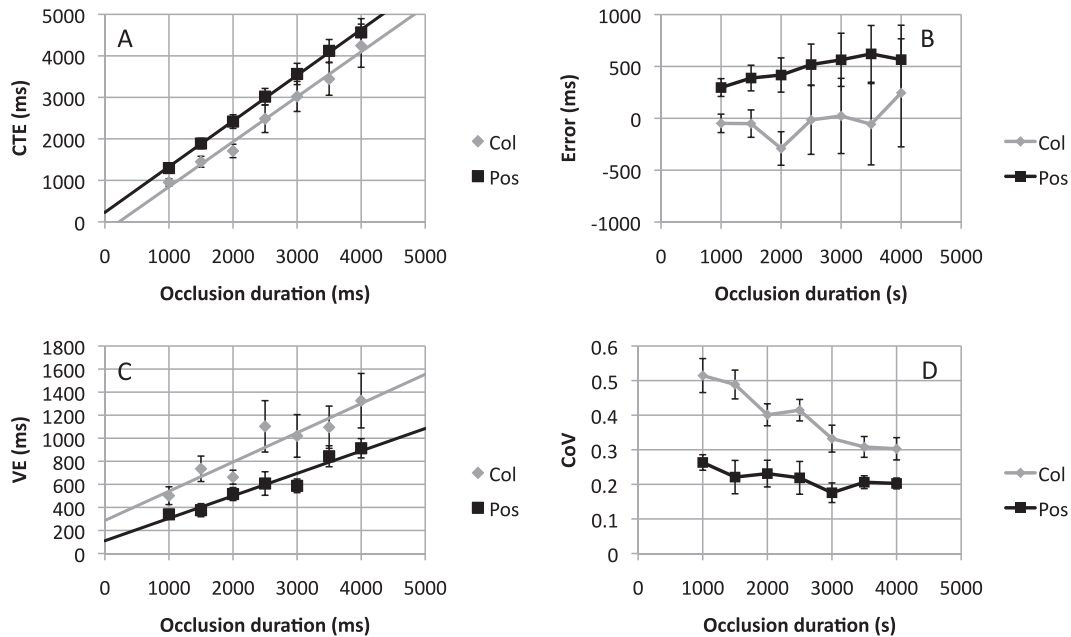 A
CTE (ms)
5000
4000
3000
2000
1000
0
0 1000 2000 3000 4000 5000
Occlusion duration (ms)
Col
Pos
B
Error (ms)
1000
500
0
-500
-1000
0 1000 2000 3000 4000 5000
Occlusion duration (s)
Col
Pos
C
VE (ms)
1800
1600
1400
1200
1000
800
600
400
200
0
0 1000 2000 3000 4000 5000
Occlusion duration (ms)
Col
Pos
D
CoV
0.6
0.5
0.4
0.3
0.2
0.1
0
0 1000 2000 3000 4000 5000
Occlusion duration (s)
Col
Pos